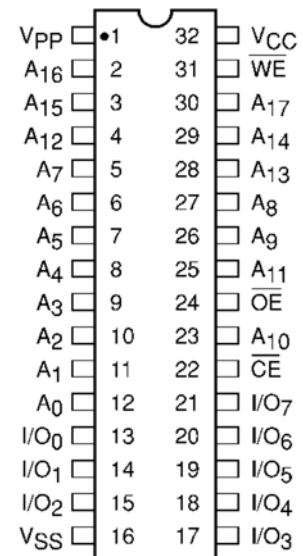 VPP 1 32 VCC
A16 2 31 WE
A15 3 30 A17
A12 4 29 A14
A7 5 28 A13
A6 6 27 A8
A5 7 26 A9
A4 8 25 A11
A3 9 24 OE
A2 10 23 A10
A1 11 22 CE
A0 12 21 I/O7
I/O0 13 20 I/O6
I/O1 14 19 I/O5
I/O2 15 18 I/O4
VSS 16 17 I/O3